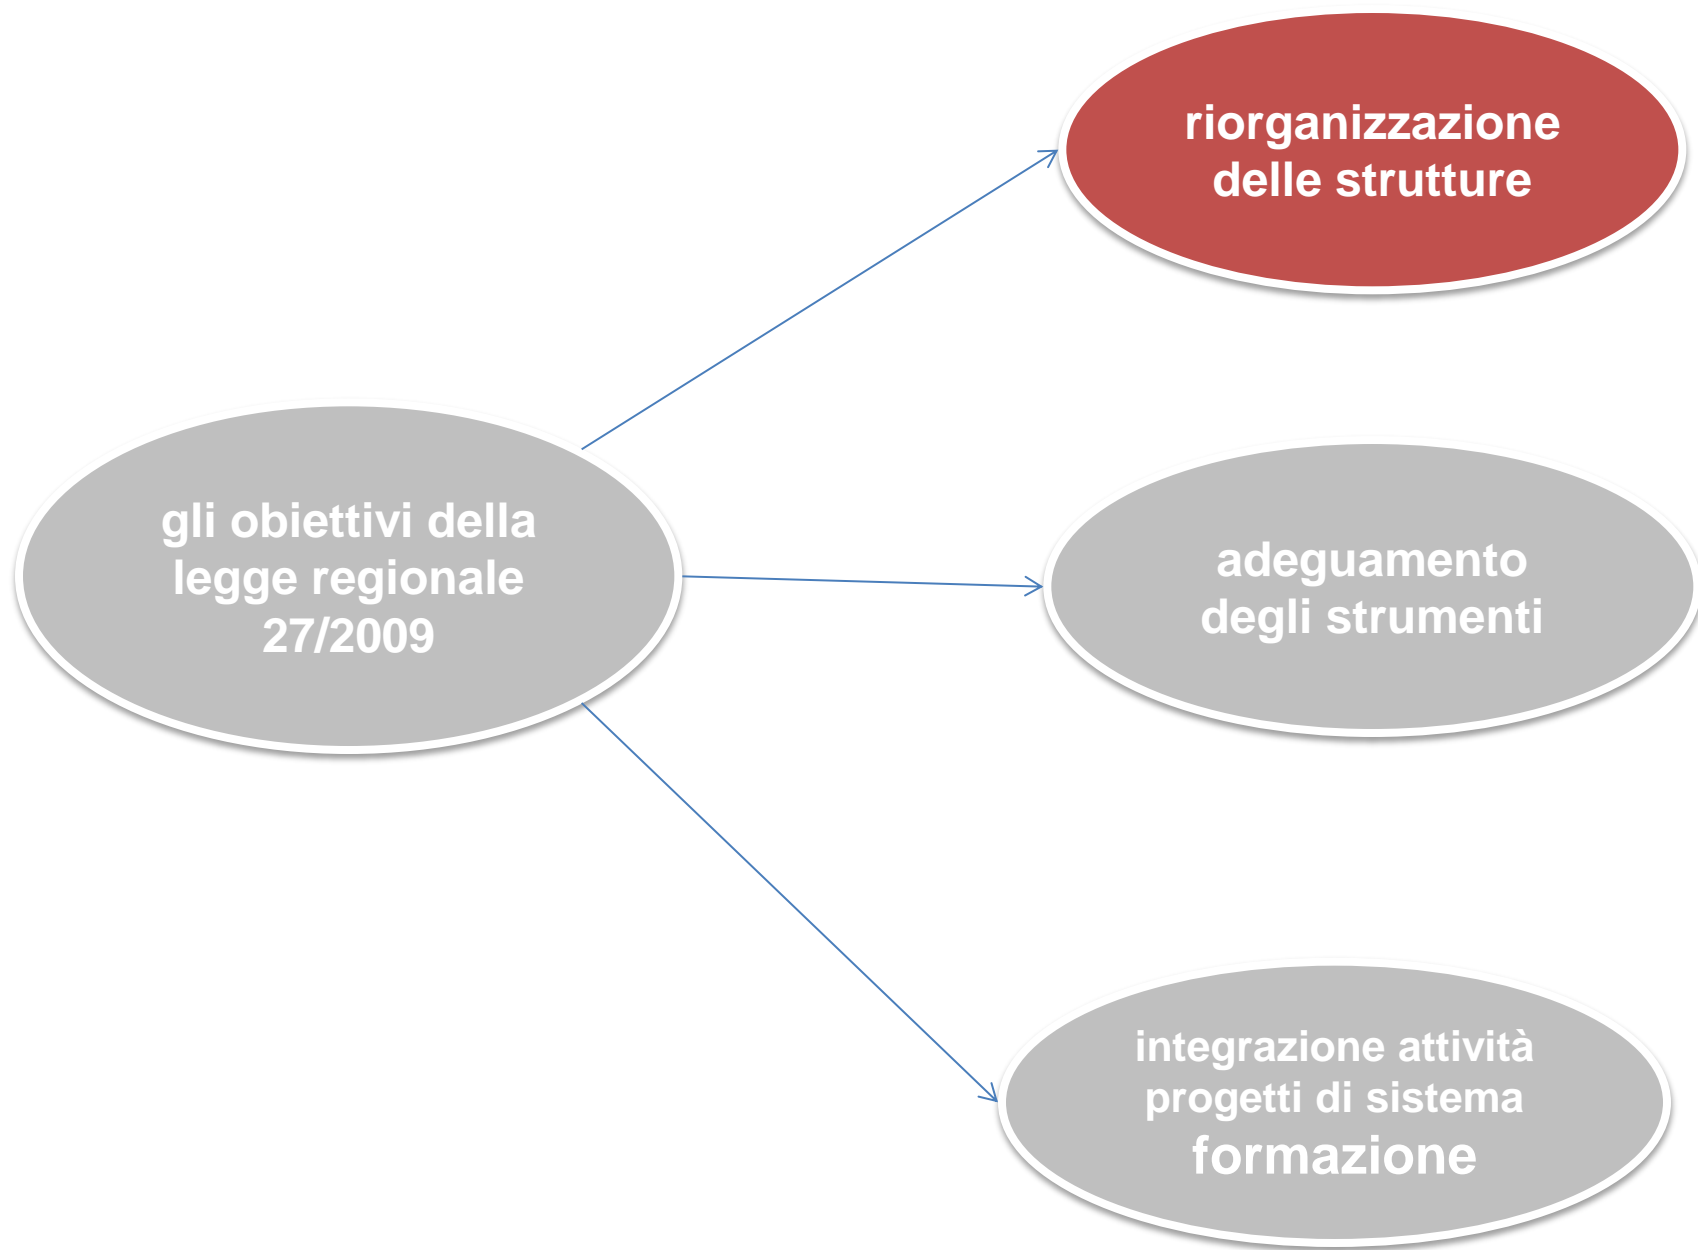 riorganizzazione
delle strutture
gli obiettivi della
legge regionale
27/2009
adeguamento
degli strumenti
integrazione attività
progetti di sistema
formazione